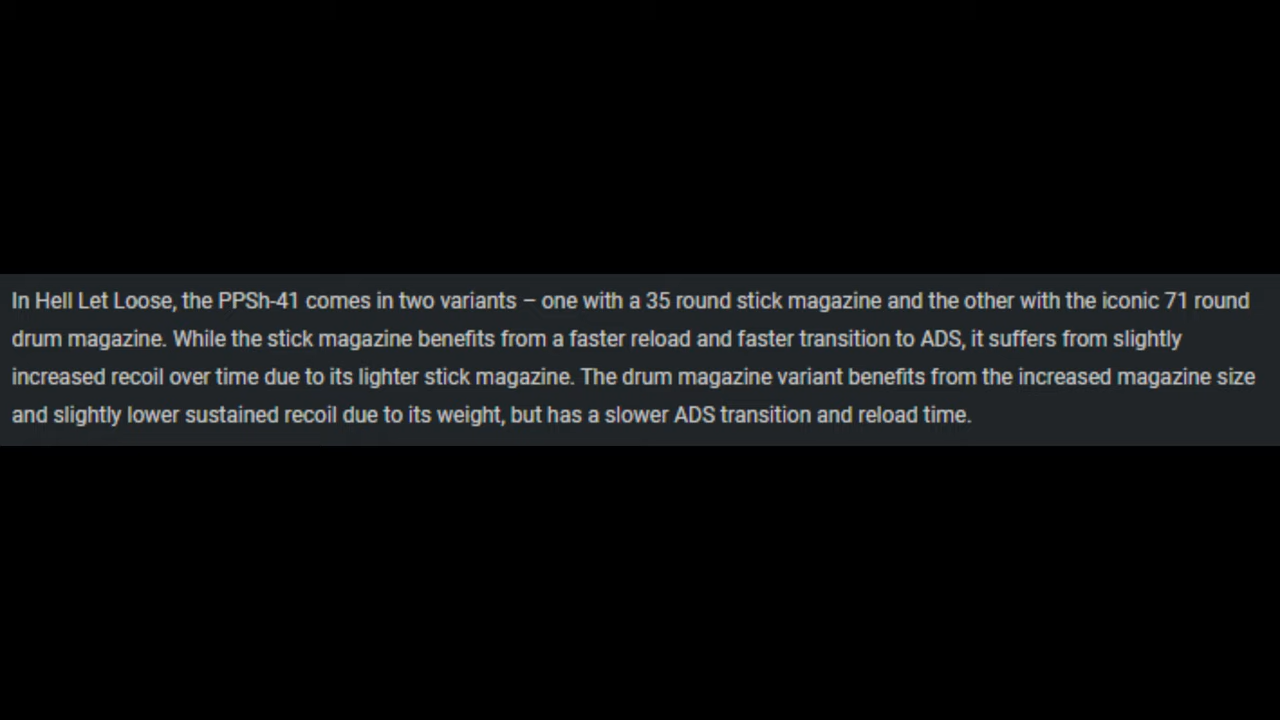 In Hell Let Loose, the PPSh-41 comes in two variants – one with a 35 round stick magazine and the other with the iconic 71 round
drum magazine. While the stick magazine benefits from a faster reload and faster transition to ADS, it suffers from slightly
increased recoil over time due to its lighter stick magazine. The drum magazine variant benefits from the increased magazine size
and slightly lower sustained recoil due to its weight, but has a slower ADS transition and reload time.